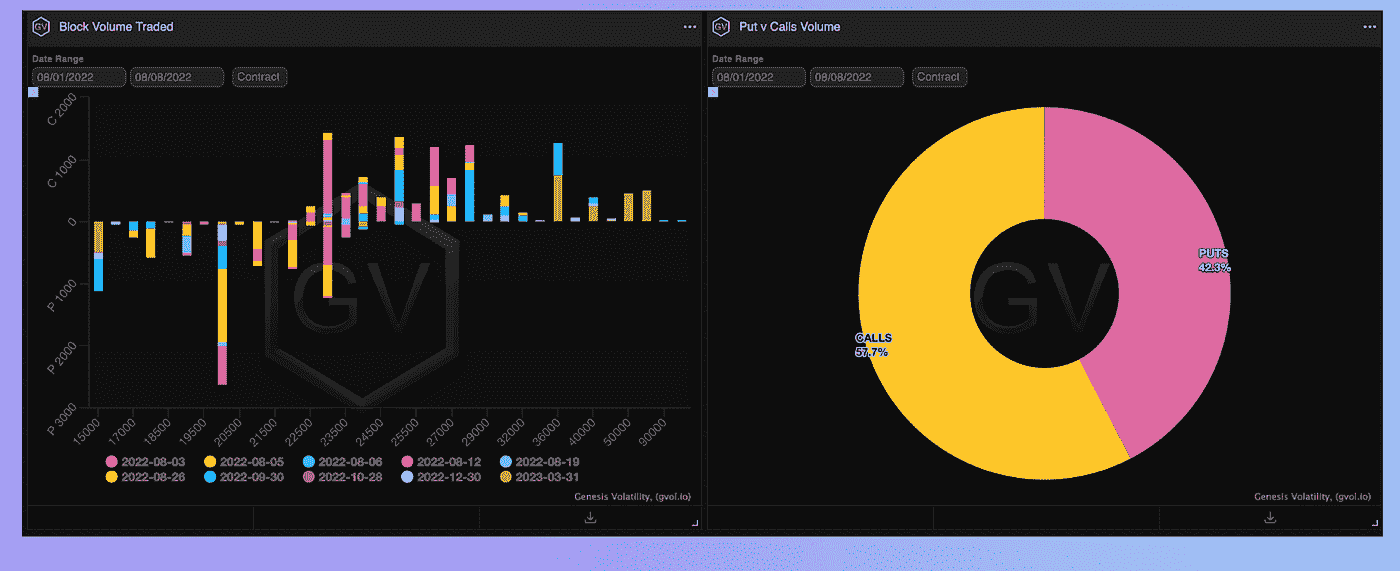 GV Block Volume Traded
Date Range
08/01/2022 08/08/2022 Contract
C 2000
C 1000
0
P 1000
P 2000
P 3000
GV
15000 17000 18500 19500 20500 21500 22500 23500 24500 25500 27000 29000 32000 36000 40000 50000 90000
2022-08-03 2022-08-05 2022-08-06 2022-08-12 2022-08-19
2022-08-26 2022-09-30 2022-10-28 2022-12-30 2023-03-31
Genesis Volatility, (gvol.io)
GV Put v Calls Volume
Date Range
08/01/2022 08/08/2022 Contract
PUTS
42.3%
GV
CALLS
57.7%
Genesis Volatility, (gvol.io)